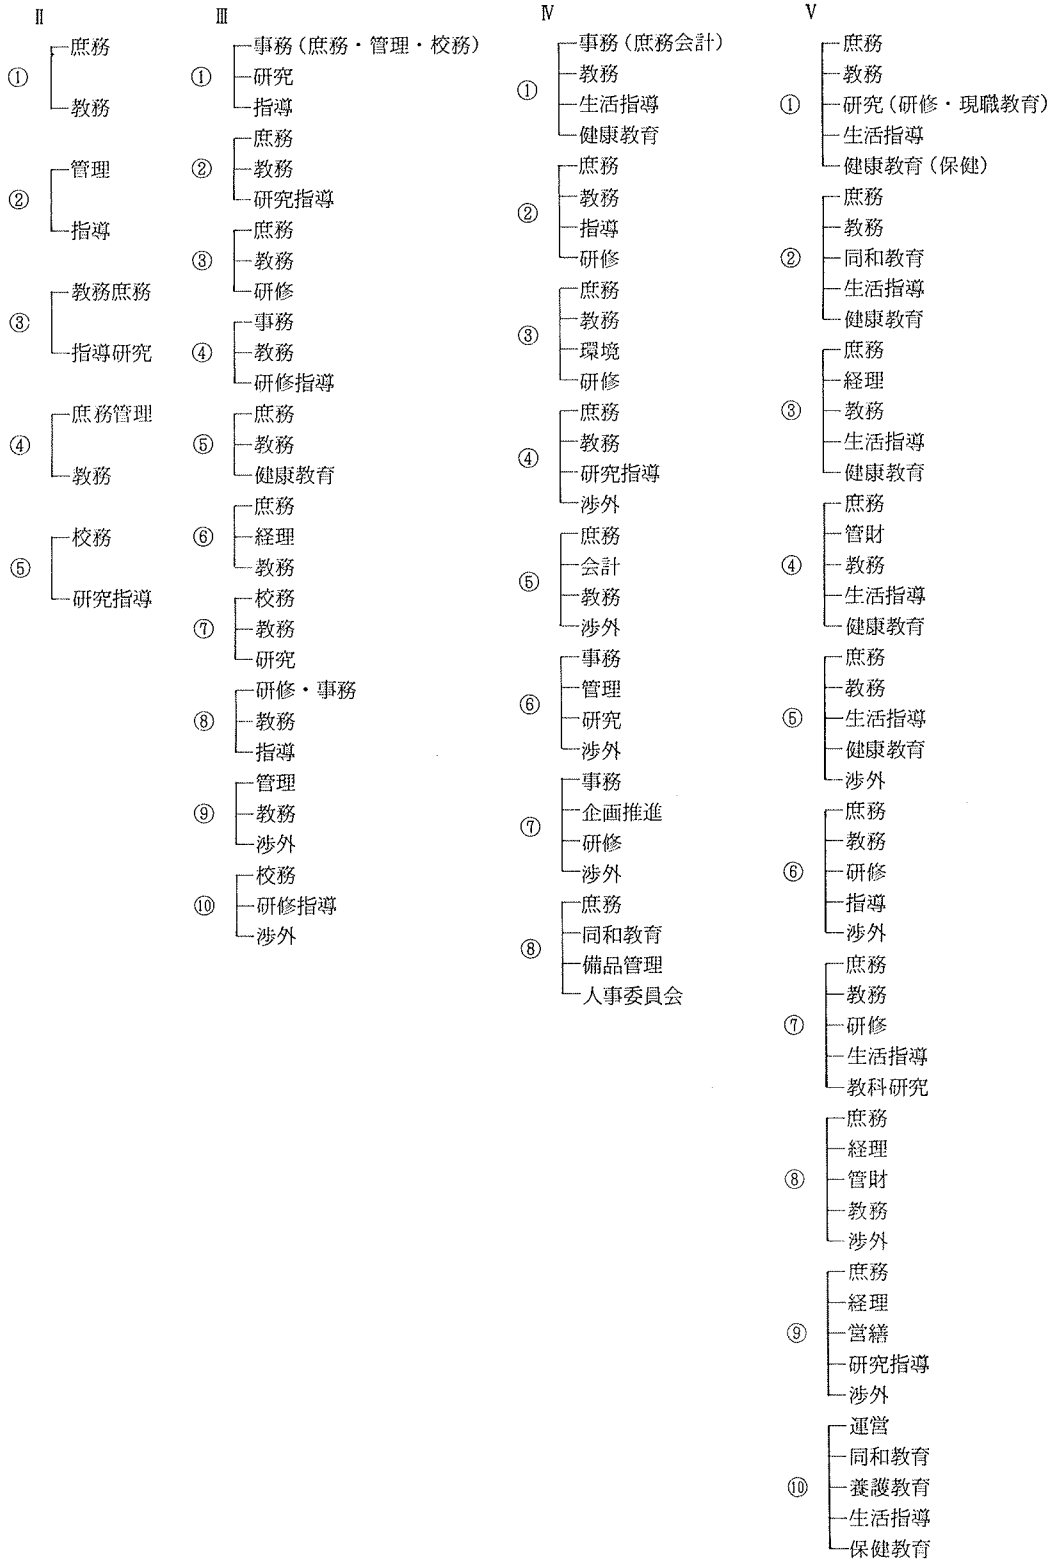 Ⅱ
①
庶務
教務
②
管理
指導
③
教務庶務
指導研究
④
庶務管理
教務
⑤
校務
研究指導
Ⅲ
①
事務(庶務・管理・校務)
研究
指導
②
庶務
教務
研究指導
③
庶務
教務
研修
④
事務
教務
研修指導
⑤
庶務
教務
健康教育
⑥
庶務
経理
教務
⑦
校務
教務
研究
⑧
研修・事務
教務
指導
⑨
管理
教務
渉外
⑩
校務
研修指導
渉外
Ⅳ
①
事務(庶務会計)
教務
生活指導
健康教育
②
庶務
教務
指導
研修
③
庶務
教務
環境
研修
④
庶務
教務
研究指導
渉外
⑤
庶務
会計
教務
渉外
⑥
事務
管理
研究
渉外
⑦
事務
企画推進
研修
渉外
⑧
庶務
同和教育
備品管理
人事委員会
Ⅴ
①
庶務
教務
研究(研修・現職教育)
生活指導
健康教育(保健)
②
庶務
教務
同和教育
生活指導
健康教育
③
庶務
経理
教務
生活指導
健康教育
④
庶務
管財
教務
生活指導
健康教育
⑤
庶務
教務
生活指導
健康教育
渉外
⑥
庶務
教務
研修
指導
渉外
⑦
庶務
教務
研修
生活指導
教科研究
⑧
庶務
経理
管財
教務
渉外
⑨
庶務
経理
営繕
研究指導
渉外
⑩
運営
同和教育
養護教育
生活指導
保健教育